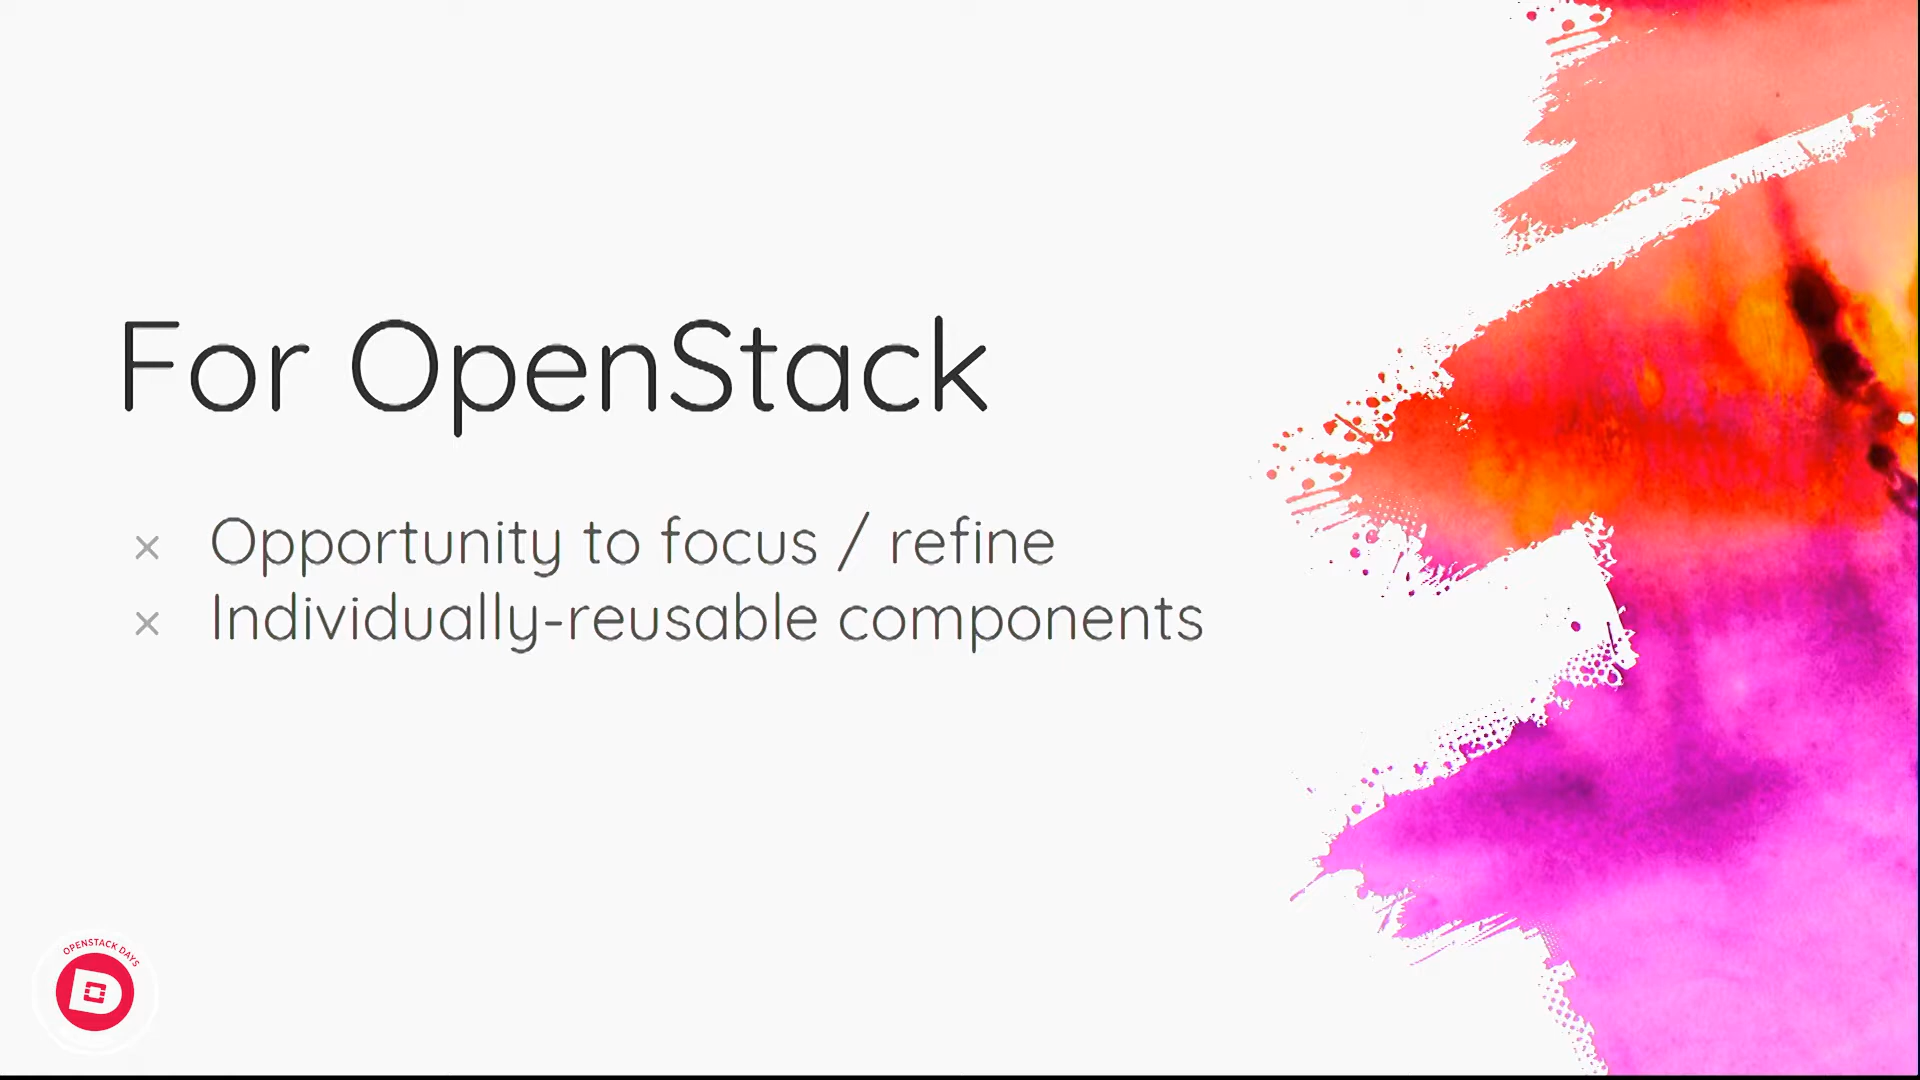 For OpenStack
× Opportunity to focus / refine
× Individually-reusable components
OPENSTACK DAYS